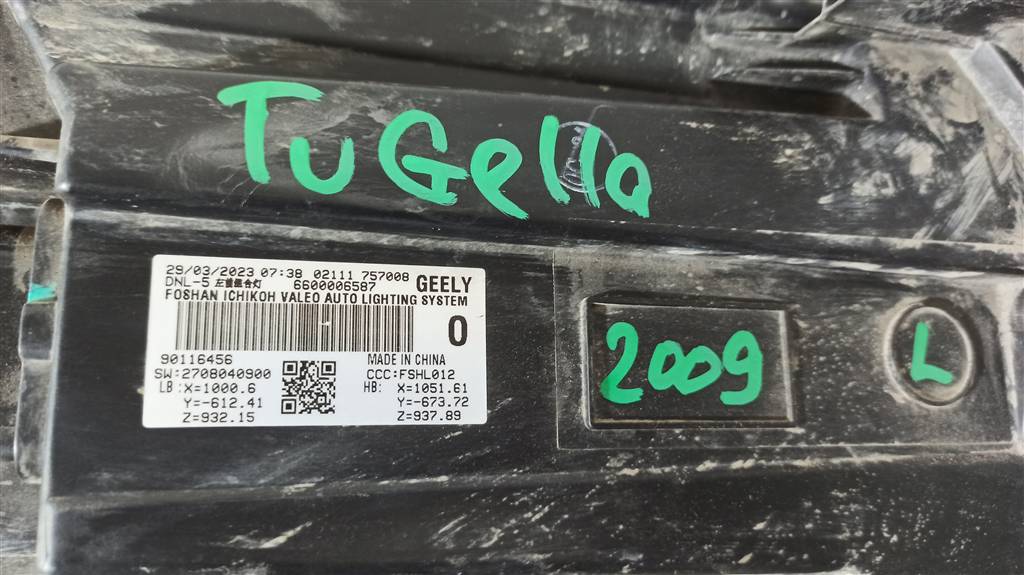 TuGella
29/03/2023 07:38 02111 757008
DNL-5 左前组合灯 6600006587 GEELY
FOSHAN ICHIKOH VALEO AUTO LIGHTING SYSTEM
0
90116456 MADE IN CHINA
SW:2708040900 CCC:FSHL012
LB:X=1000.6 HB: X=1051.61
Y=-612.41 Y=-673.72
Z=932.15 Z=937.89
2009
L